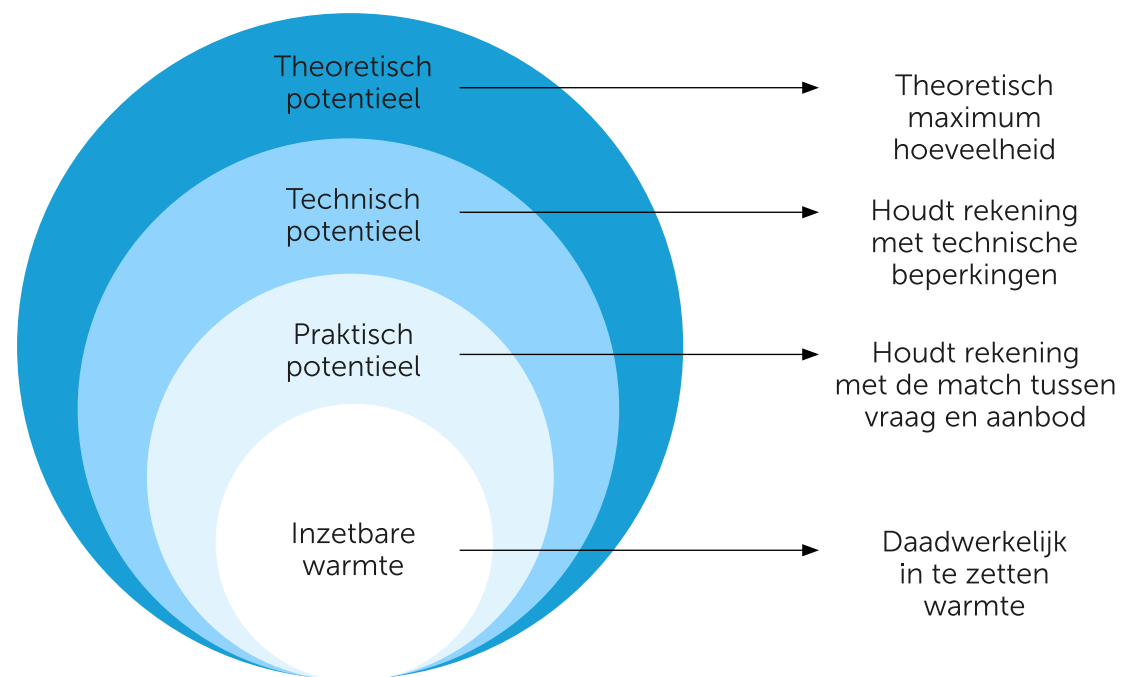 Theoretisch
potentieel
Theoretisch
maximum
hoeveelheid
Technisch
potentieel
Houdt rekening
met technische
beperkingen
Praktisch
potentieel
Houdt rekening
met de match tussen
vraag en aanbod
Inzetbare
warmte
Daadwerkelijk
in te zetten
warmte